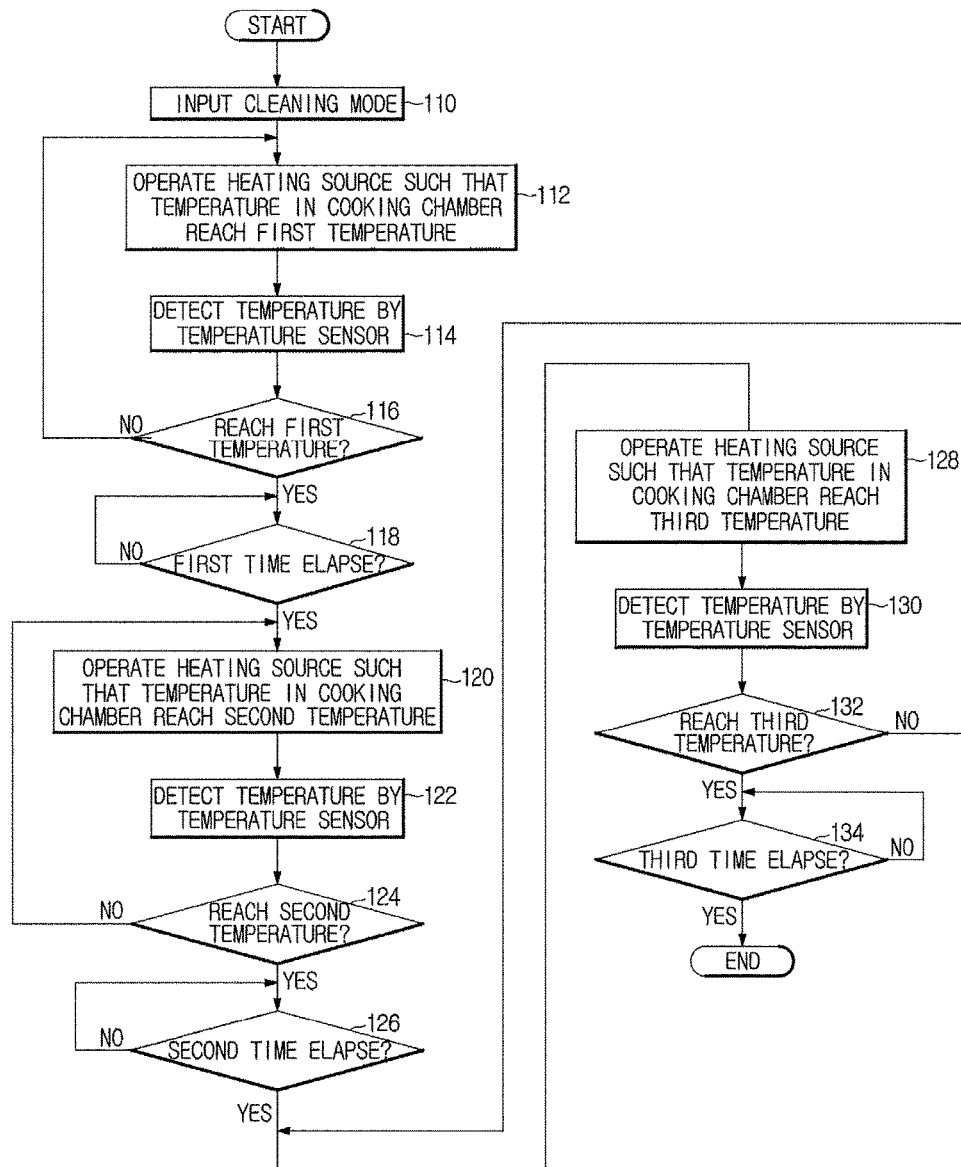 START
INPUT CLEANING MODE
110
OPERATE HEATING SOURCE SUCH THAT
TEMPERATURE IN COOKING CHAMBER
REACH FIRST TEMPERATURE
112
DETECT TEMPERATURE BY
TEMPERATURE SENSOR
114
REACH FIRST
TEMPERATURE?
116
NO
YES
FIRST TIME ELAPSE?
118
NO
YES
OPERATE HEATING SOURCE SUCH
THAT TEMPERATURE IN COOKING
CHAMBER REACH SECOND TEMPERATURE
120
DETECT TEMPERATURE BY
TEMPERATURE SENSOR
122
REACH SECOND
TEMPERATURE?
124
NO
YES
SECOND TIME ELAPSE?
126
NO
YES
OPERATE HEATING SOURCE
SUCH THAT TEMPERATURE IN
COOKING CHAMBER REACH
THIRD TEMPERATURE
128
DETECT TEMPERATURE BY
TEMPERATURE SENSOR
130
REACH THIRD
TEMPERATURE?
132
NO
YES
THIRD TIME ELAPSE?
134
NO
YES
END